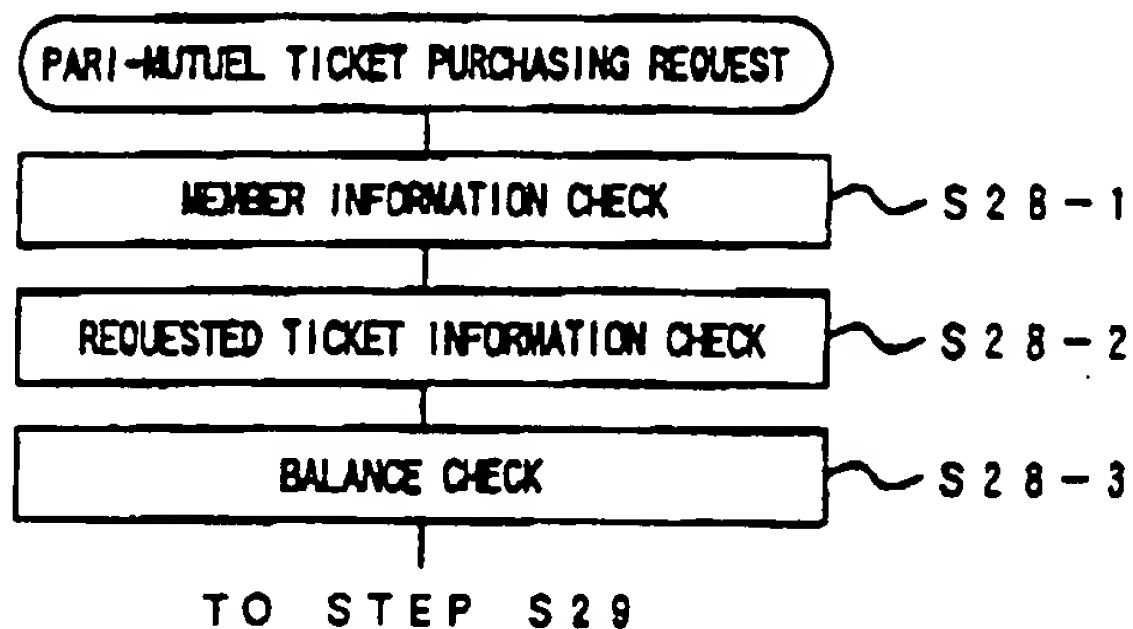 PARI-MUTUEL TICKET PURCHASING REQUEST
MEMBER INFORMATION CHECK
S28-1
REQUESTED TICKET INFORMATION CHECK
S28-2
BALANCE CHECK
S28-3
TO STEP S29